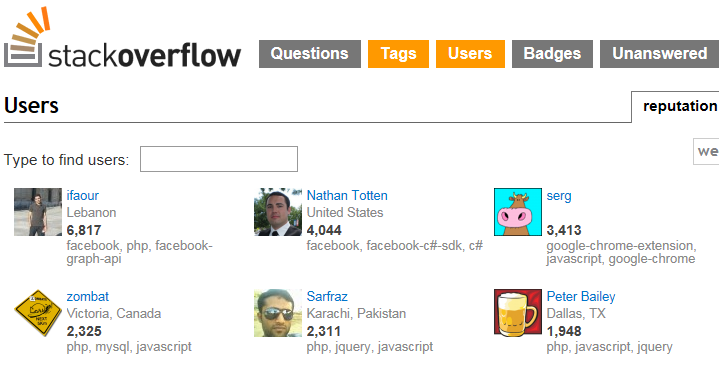 stackoverflow
Questions Tags Users Badges Unanswered
Users
reputation
Type to find users:
we
ifaour
Lebanon
6,817
facebook, php, facebook-
graph-api
Nathan Totten
United States
4,044
facebook, facebook-c#-sdk, c#
serg
3,413
google-chrome-extension,
javascript, google-chrome
zombat
Victoria, Canada
2,325
php, mysql, javascript
Sarfraz
Karachi, Pakistan
2,311
php, jquery, javascript
Peter Bailey
Dallas, TX
1,948
php, javascript, jquery